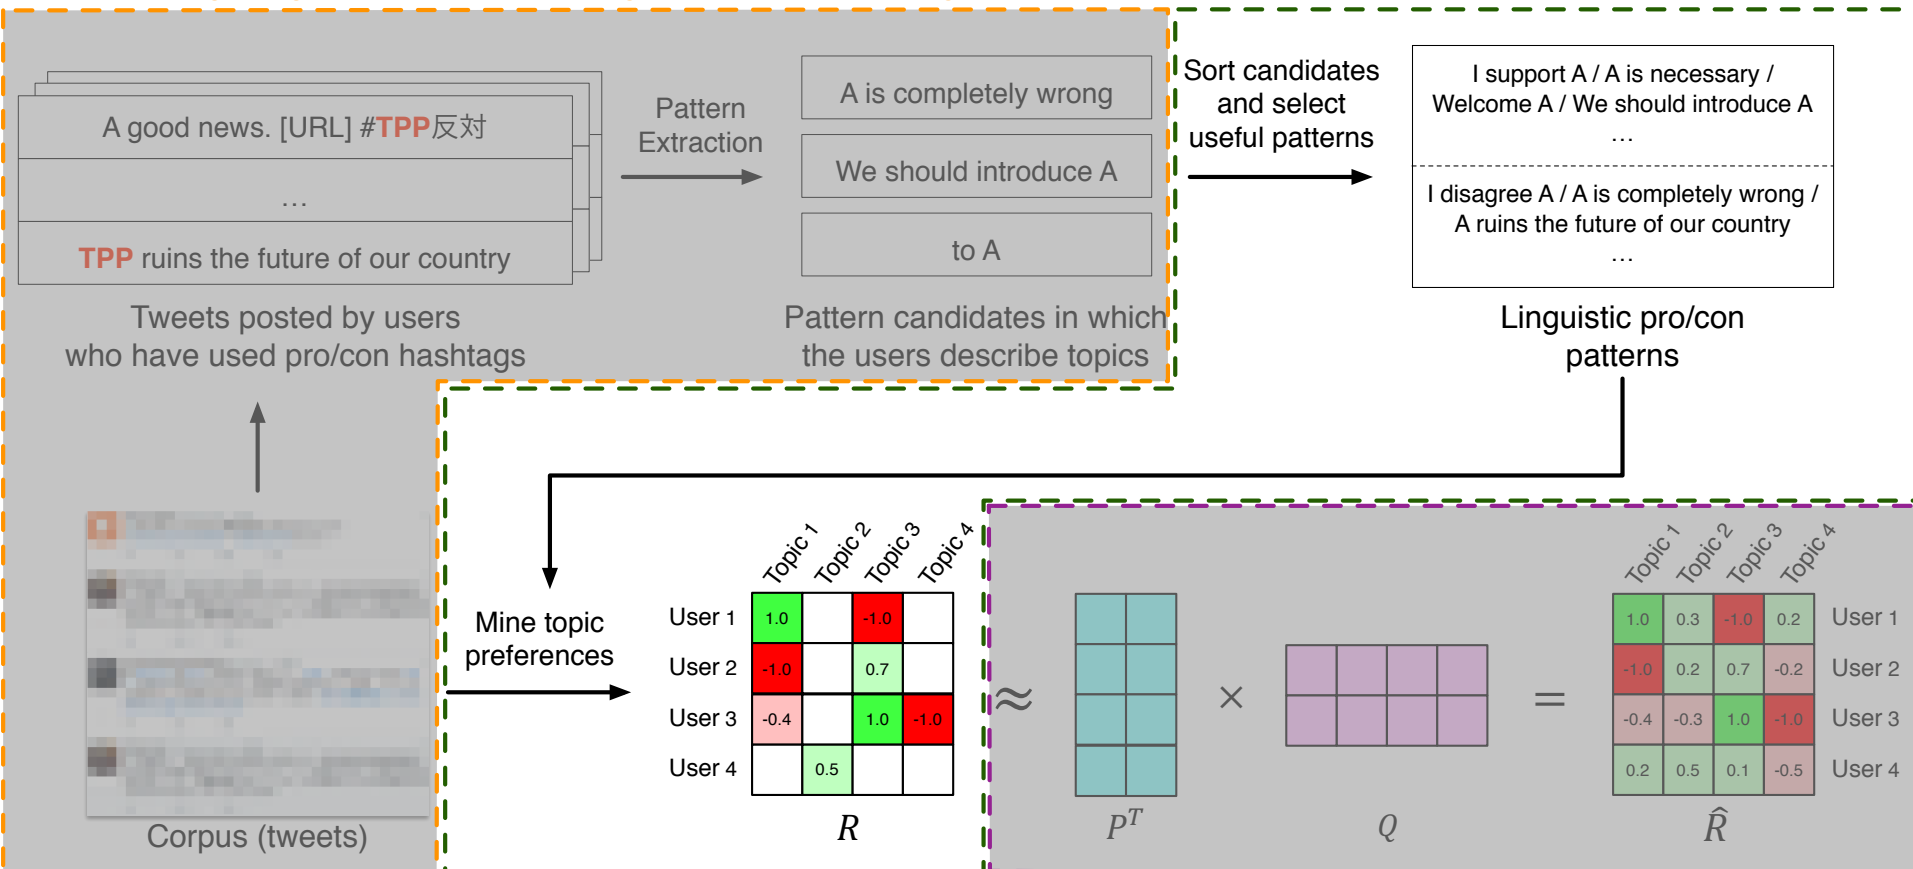 A good news. [URL] #TPP反対
…
TPP ruins the future of our country
Tweets posted by users
who have used pro/con hashtags
Pattern
Extraction
A is completely wrong
We should introduce A
to A
Pattern candidates in which
the users describe topics
Sort candidates
and select
useful patterns
I support A / A is necessary /
Welcome A / We should introduce A
…
I disagree A / A is completely wrong /
A ruins the future of our country
…
Linguistic pro/con
patterns
Corpus (tweets)
Mine topic
preferences
Topic 1 Topic 2 Topic 3 Topic 4
User 1 1.0 -1.0
User 2 -1.0 0.7
User 3 -0.4 1.0 -1.0
User 4 0.5
R
≈
P^T
×
Q
=
Topic 1 Topic 2 Topic 3 Topic 4
1.0 0.3 -1.0 0.2 User 1
-1.0 0.2 0.7 -0.2 User 2
-0.4 -0.3 1.0 -1.0 User 3
0.2 0.5 0.1 -0.5 User 4
R̂